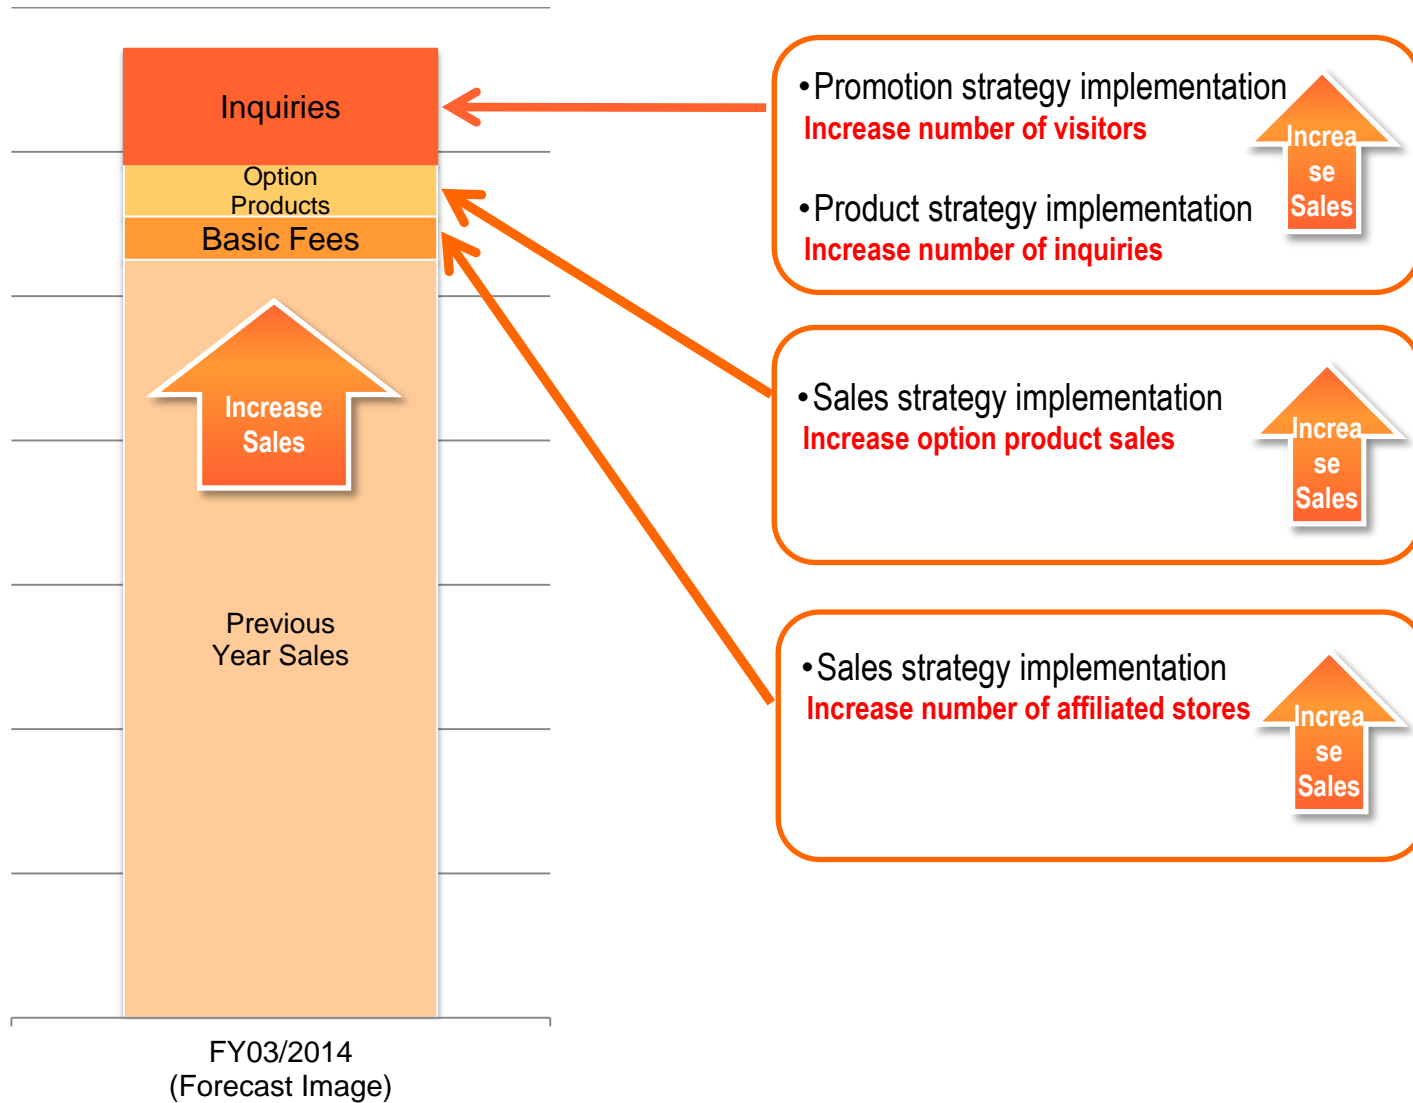 Inquiries
Option
Products
Basic Fees
Increase
Sales
Previous
Year Sales
FY03/2014
(Forecast Image)
•Promotion strategy implementation
Increase number of visitors
•Product strategy implementation
Increase number of inquiries
Increa
se
Sales
•Sales strategy implementation
Increase option product sales
Increa
se
Sales
•Sales strategy implementation
Increase number of affiliated stores
Increa
se
Sales